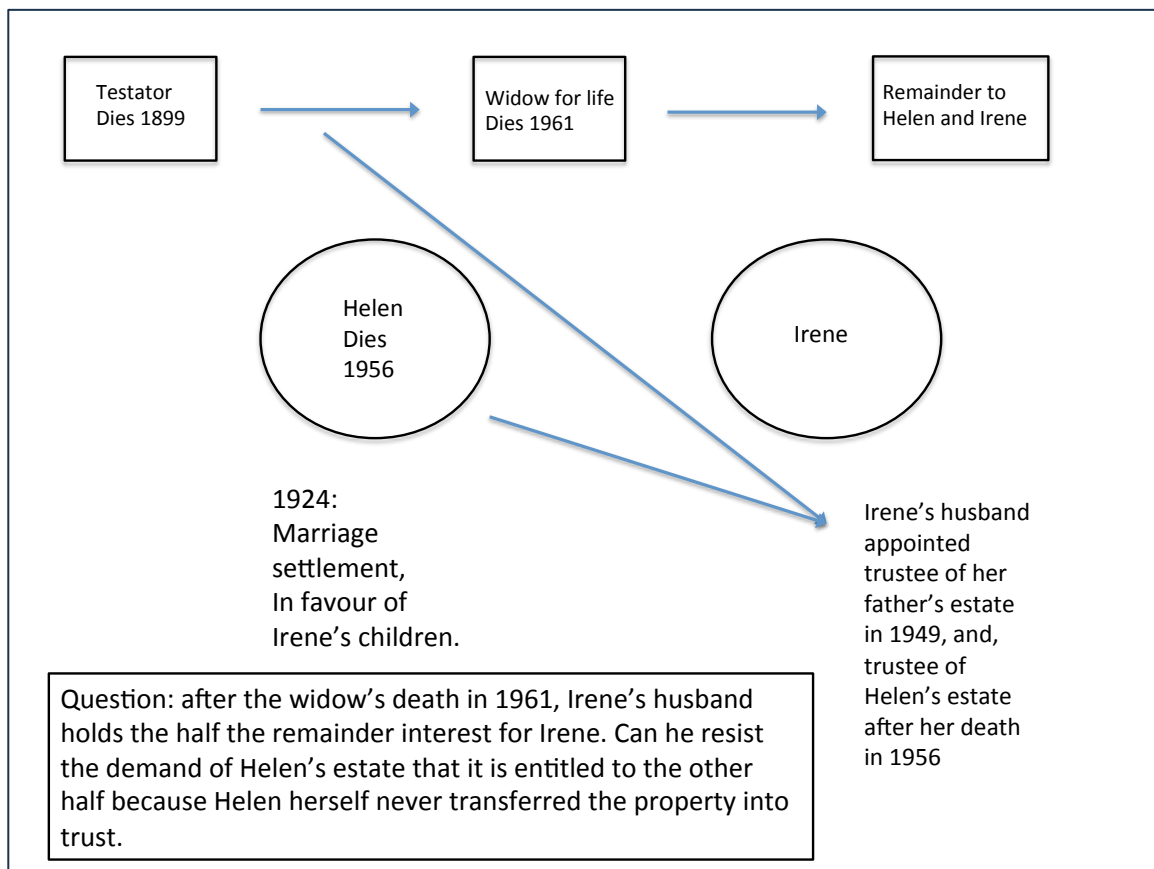 Testator
Dies 1899
Widow for life
Dies 1961
Remainder to
Helen and Irene
Helen
Dies
1956
Irene
1924:
Marriage
settlement,
In favour of
Irene's children.
Irene's husband
appointed
trustee of her
father's estate
in 1949, and,
trustee of
Helen's estate
after her death
in 1956
Question: after the widow's death in 1961, Irene's husband
holds the half the remainder interest for Irene. Can he resist
the demand of Helen's estate that it is entitled to the other
half because Helen herself never transferred the property into
trust.